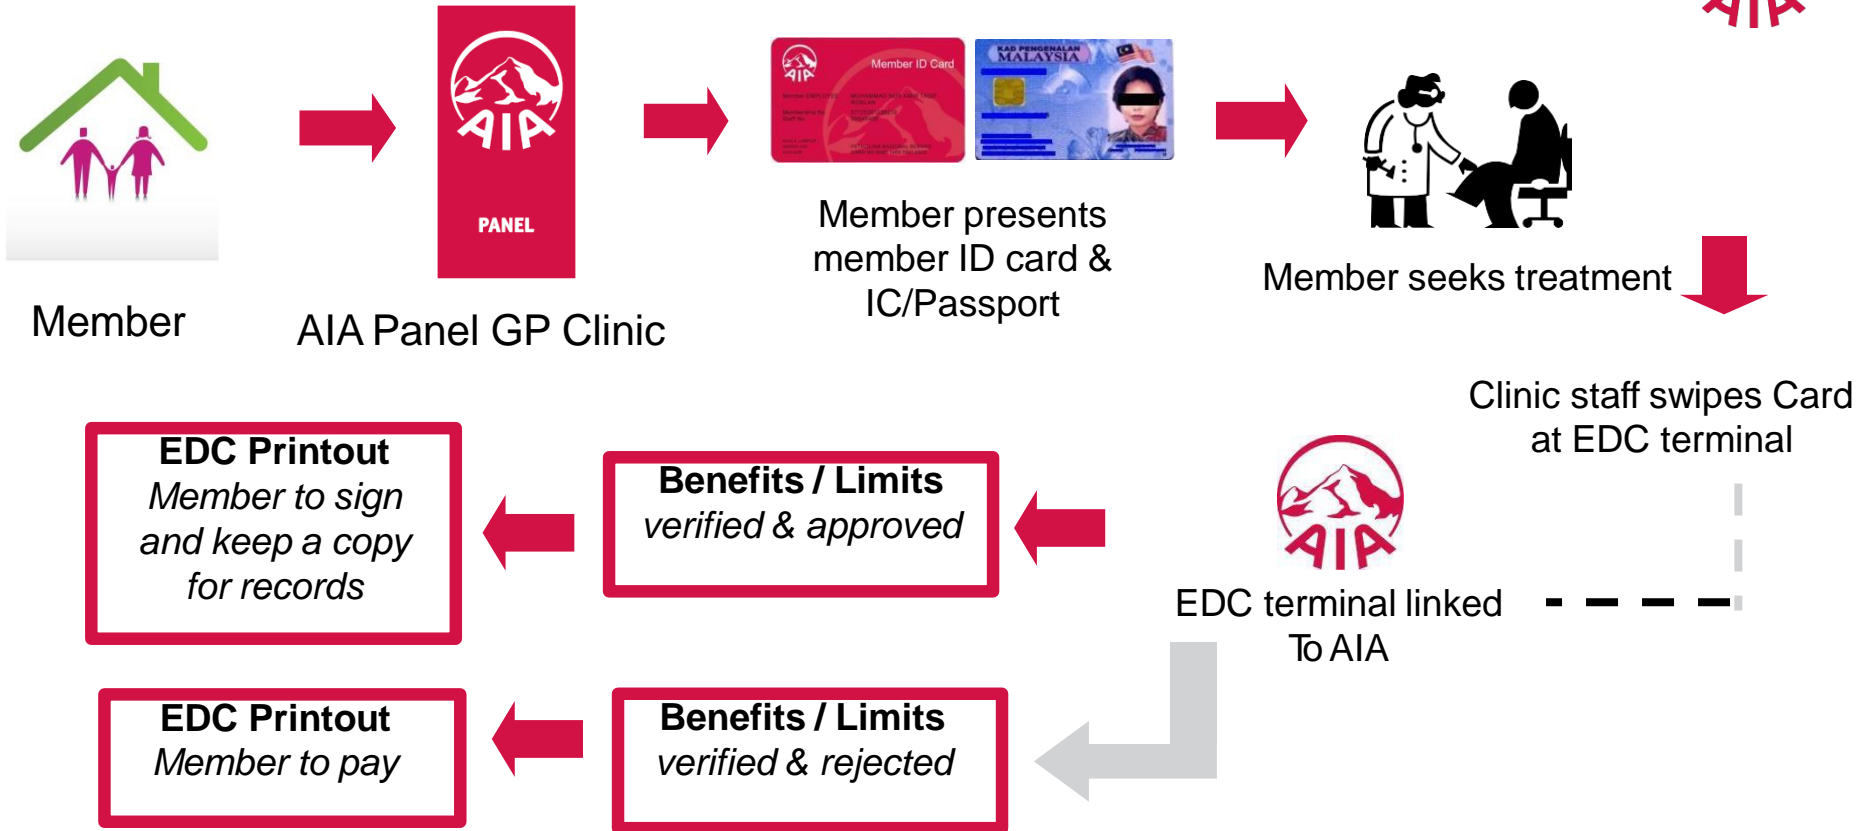 AIA
AIA
PANEL
AIA
Member ID Card
KAD PENGENALAN
MALAYSIA
Member presents
member ID card &
IC/Passport
Member seeks treatment
Member
AIA Panel GP Clinic
Clinic staff swipes Card
at EDC terminal
EDC Printout
Member to sign
and keep a copy
for records
Benefits / Limits
verified & approved
AIA
EDC terminal linked
To AIA
EDC Printout
Member to pay
Benefits / Limits
verified & rejected